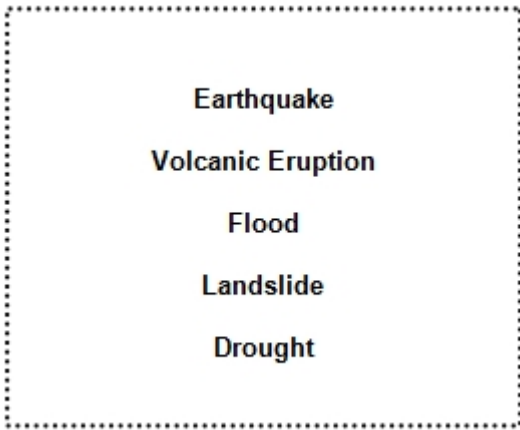 Earthquake
Volcanic Eruption
Flood
Landslide
Drought